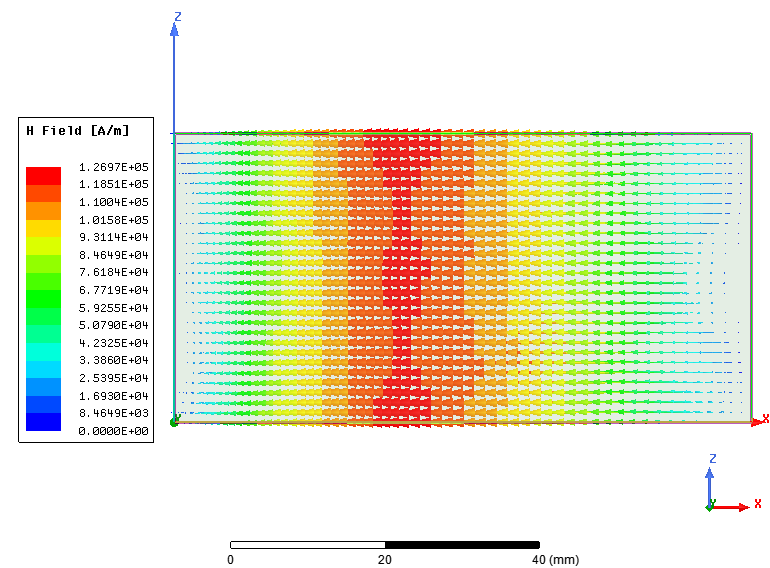 Z
H Field [A/m]
1.2697E+05
1.1851E+05
1.1004E+05
1.0158E+05
9.3114E+04
8.4649E+04
7.6184E+04
6.7719E+04
5.9255E+04
5.0790E+04
4.2325E+04
3.3860E+04
2.5395E+04
1.6930E+04
8.4649E+03
0.0000E+00
Y
X
Z
Y
X
0 20 40 (mm)